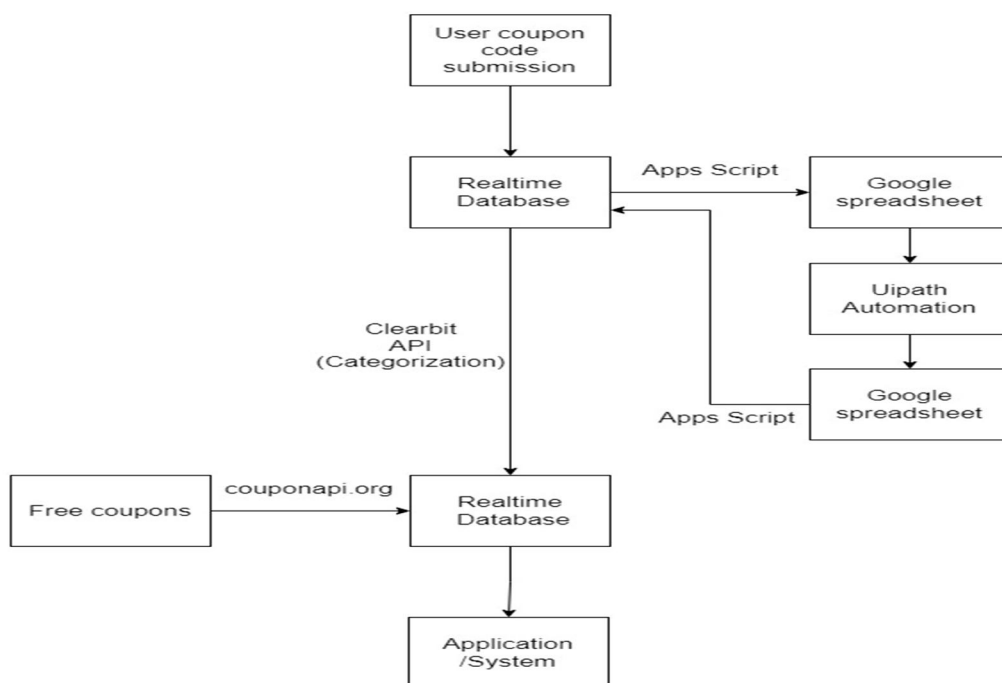 User coupon
code
submission
Realtime
Database
Apps Script
Google
spreadsheet
Uipath
Automation
Clearbit
API
(Categorization)
Google
spreadsheet
Apps Script
Free coupons
couponapi.org
Realtime
Database
Application
/System